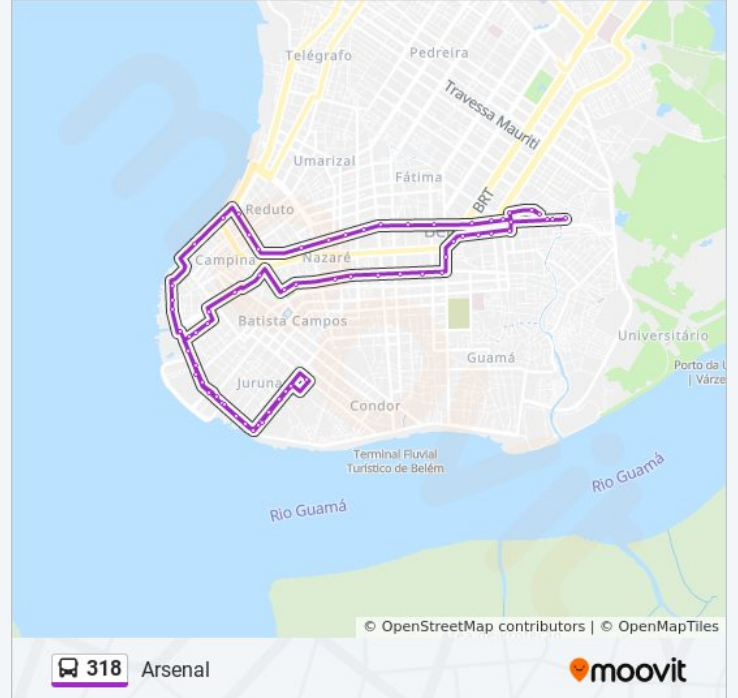 Telégrafo
Pedreira
Travessa Mauriti
Umarizal
Fátima
BRT
Reduto
Nazaré
Campina
Batista Campos
Universitário
Guamá
Porto da
| Várze
Condor
Terminal Fluvial
Turístico de Belém
Rio Guamá
Rio Guamá
© OpenStreetMap contributors | © OpenMapTiles
318 Arsenal
moovit